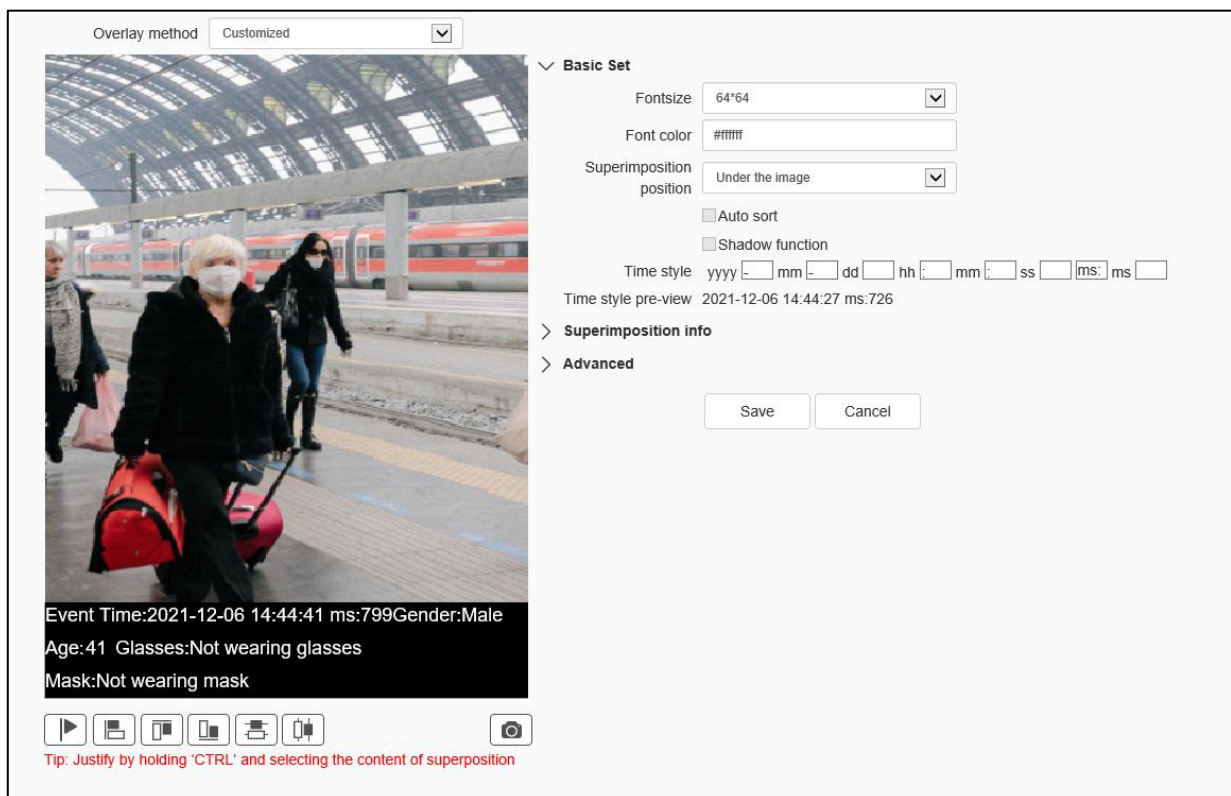 Overlay method Customized
Basic Set
Fontsize 64*64
Font color #ffffff
Superimposition position Under the image
Auto sort
Shadow function
Time style yyyy - mm - dd hh : mm : ss ms: ms
Time style pre-view 2021-12-06 14:44:27 ms:726
Superimposition info
Advanced
Save Cancel
Event Time:2021-12-06 14:44:41 ms:799Gender:Male
Age:41 Glasses:Not wearing glasses
Mask:Not wearing mask
Tip: Justify by holding 'CTRL' and selecting the content of superposition